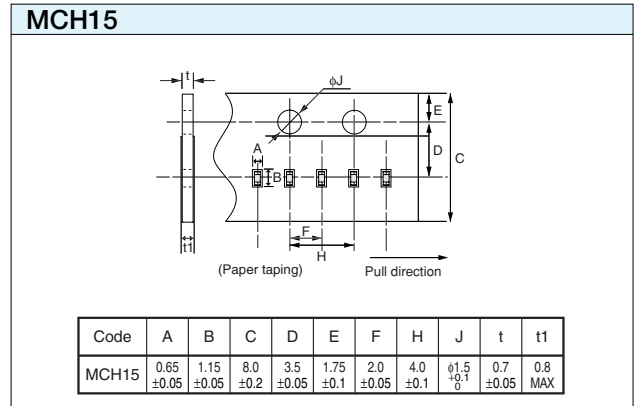 MCH15
t
ϕJ
E
D
C
A
B
F
H
t1
(Paper taping)
Pull direction
Code A B C D E F H J t t1
MCH15 0.65 ±0.05 1.15 ±0.05 8.0 ±0.2 3.5 ±0.05 1.75 ±0.1 2.0 ±0.05 4.0 ±0.1 ϕ1.5 +0.1 0 0.7 ±0.05 0.8 MAX